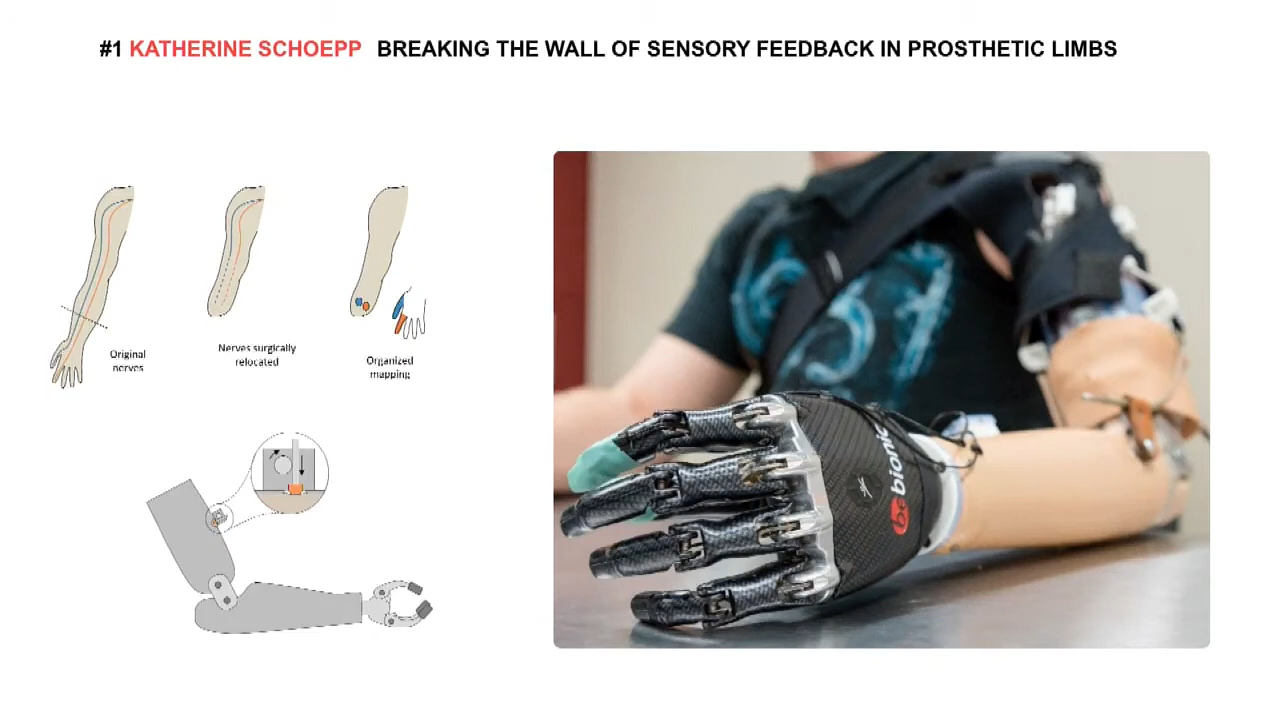 #1 KATHERINE SCHOEPP BREAKING THE WALL OF SENSORY FEEDBACK IN PROSTHETIC LIMBS
Original
nerves
Nerves surgically
relocated
Organized
mapping
bebionic